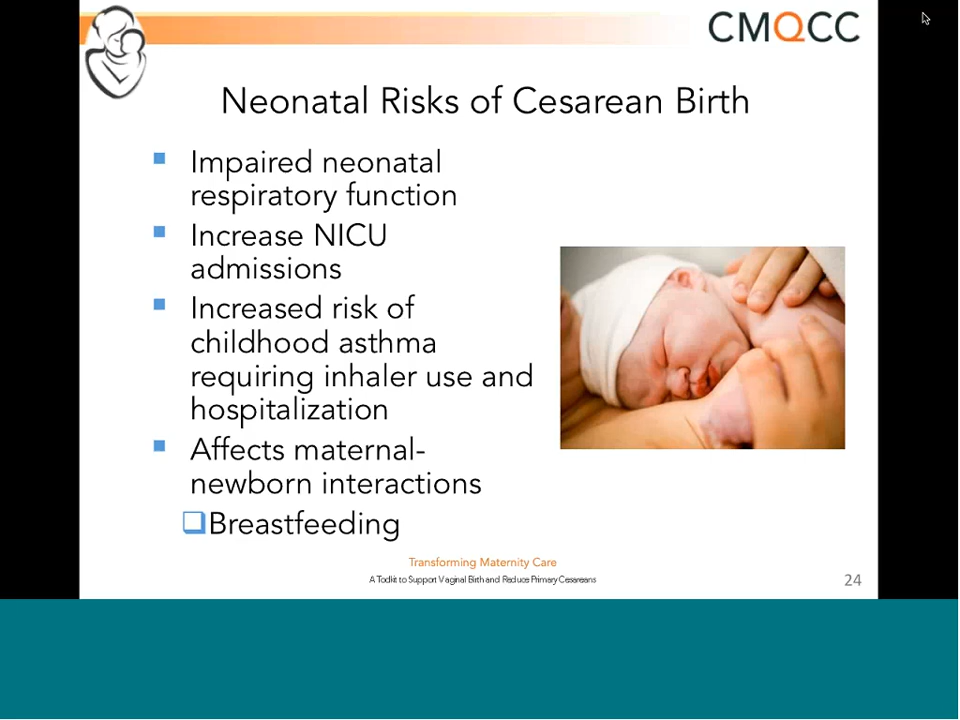 CMQCC
Neonatal Risks of Cesarean Birth
Impaired neonatal
respiratory function
Increase NICU
admissions
Increased risk of
childhood asthma
requiring inhaler use and
hospitalization
Affects maternal-
newborn interactions
Breastfeeding
Transforming Maternity Care
A Toolkit to Support Vaginal Birth and Reduce Primary Cesareans
24